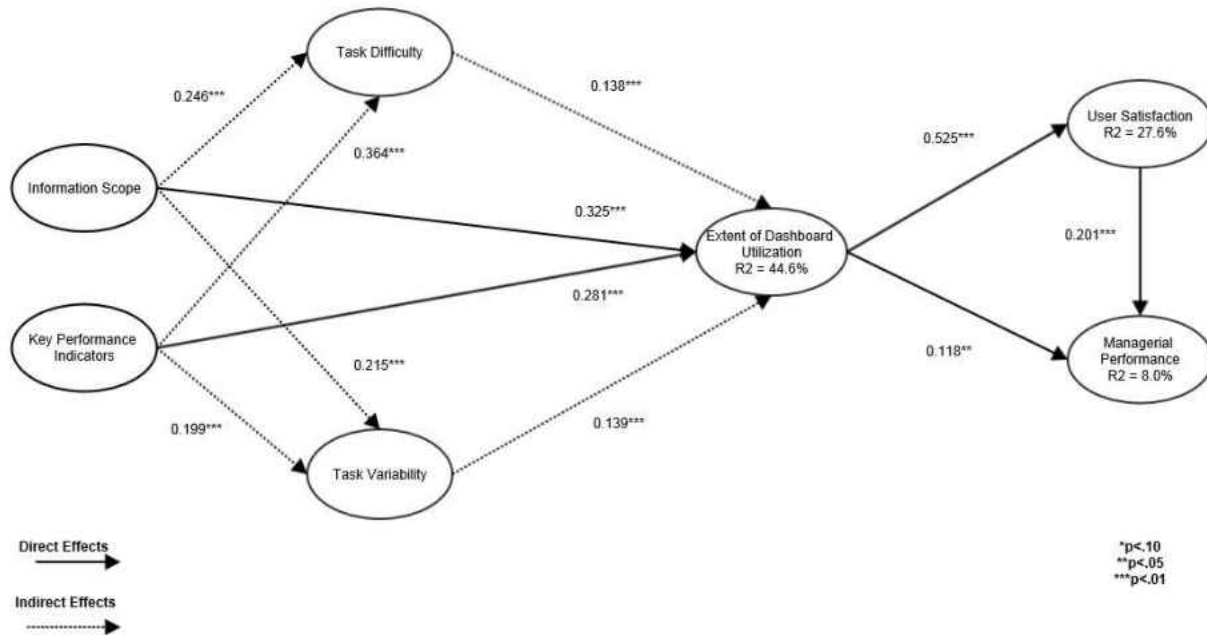 Task Difficulty
0.246***
0.138***
User Satisfaction
R2 = 27.6%
0.525***
0.364***
Information Scope
0.325***
Extent of Dashboard
Utilization
R2 = 44.6%
0.201***
0.281***
Key Performance
Indicators
0.215***
0.118**
Managerial
Performance
R2 = 8.0%
0.199***
0.139***
Task Variability
Direct Effects
Indirect Effects
*p<.10
**p<.05
***p<.01